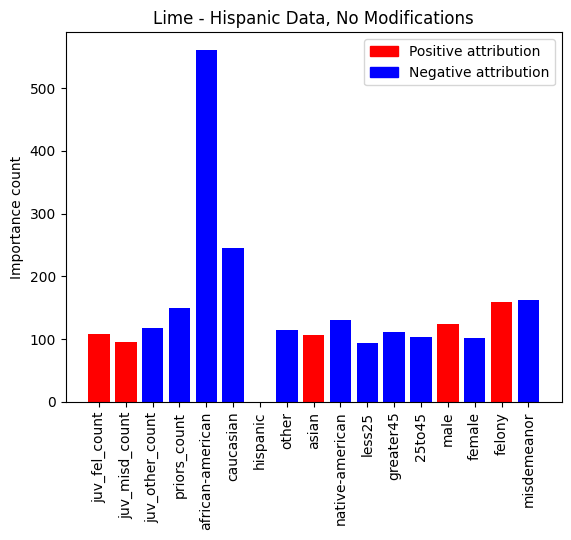 Lime - Hispanic Data, No Modifications
Positive attribution
Negative attribution
Importance count
500
400
300
200
100
0
juv_fel_count
juv_misd_count
juv_other_count
priors_count
african-american
caucasian
hispanic
other
asian
native-american
less25
greater45
25to45
male
female
felony
misdemeanor